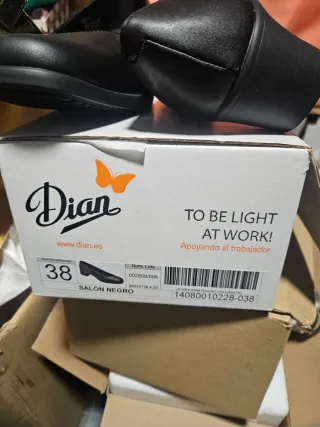 Dian
www.dian.es
TO BE LIGHT
AT WORK!
Apoyando al trabajador
38
SALON NEGRO
14080010228-038